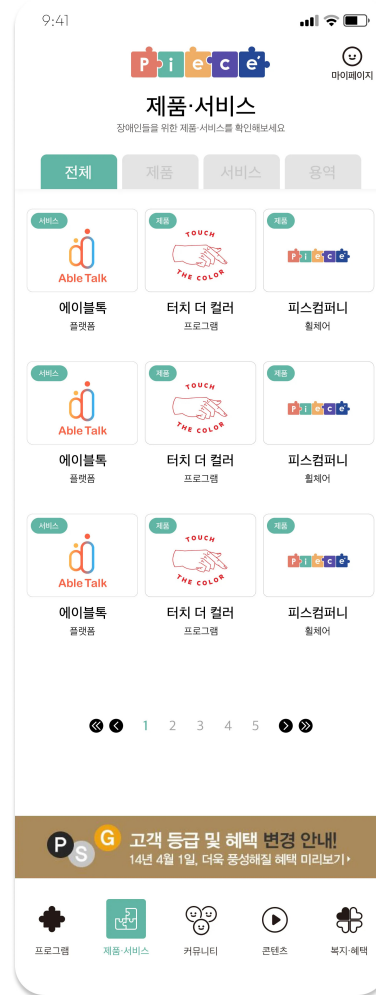 9:41
Piece
마이페이지
제품·서비스
장애인들을 위한 제품·서비스를 확인해보세요
전체 제품 서비스 용역
서비스 제품 제품
Able Talk TOUCH THE COLOR Piece
에이블톡 터치 더 컬러 피스컴퍼니
플랫폼 프로그램 휠체어
서비스 제품 제품
Able Talk TOUCH THE COLOR Piece
에이블톡 터치 더 컬러 피스컴퍼니
플랫폼 프로그램 휠체어
서비스 제품 제품
Able Talk TOUCH THE COLOR Piece
에이블톡 터치 더 컬러 피스컴퍼니
플랫폼 프로그램 휠체어
1 2 3 4 5
P S G 고객 등급 및 혜택 변경 안내!
14년 4월 1일, 더욱 풍성해질 혜택 미리보기
프로그램 제품·서비스 커뮤니티 콘텐츠 복지·혜택